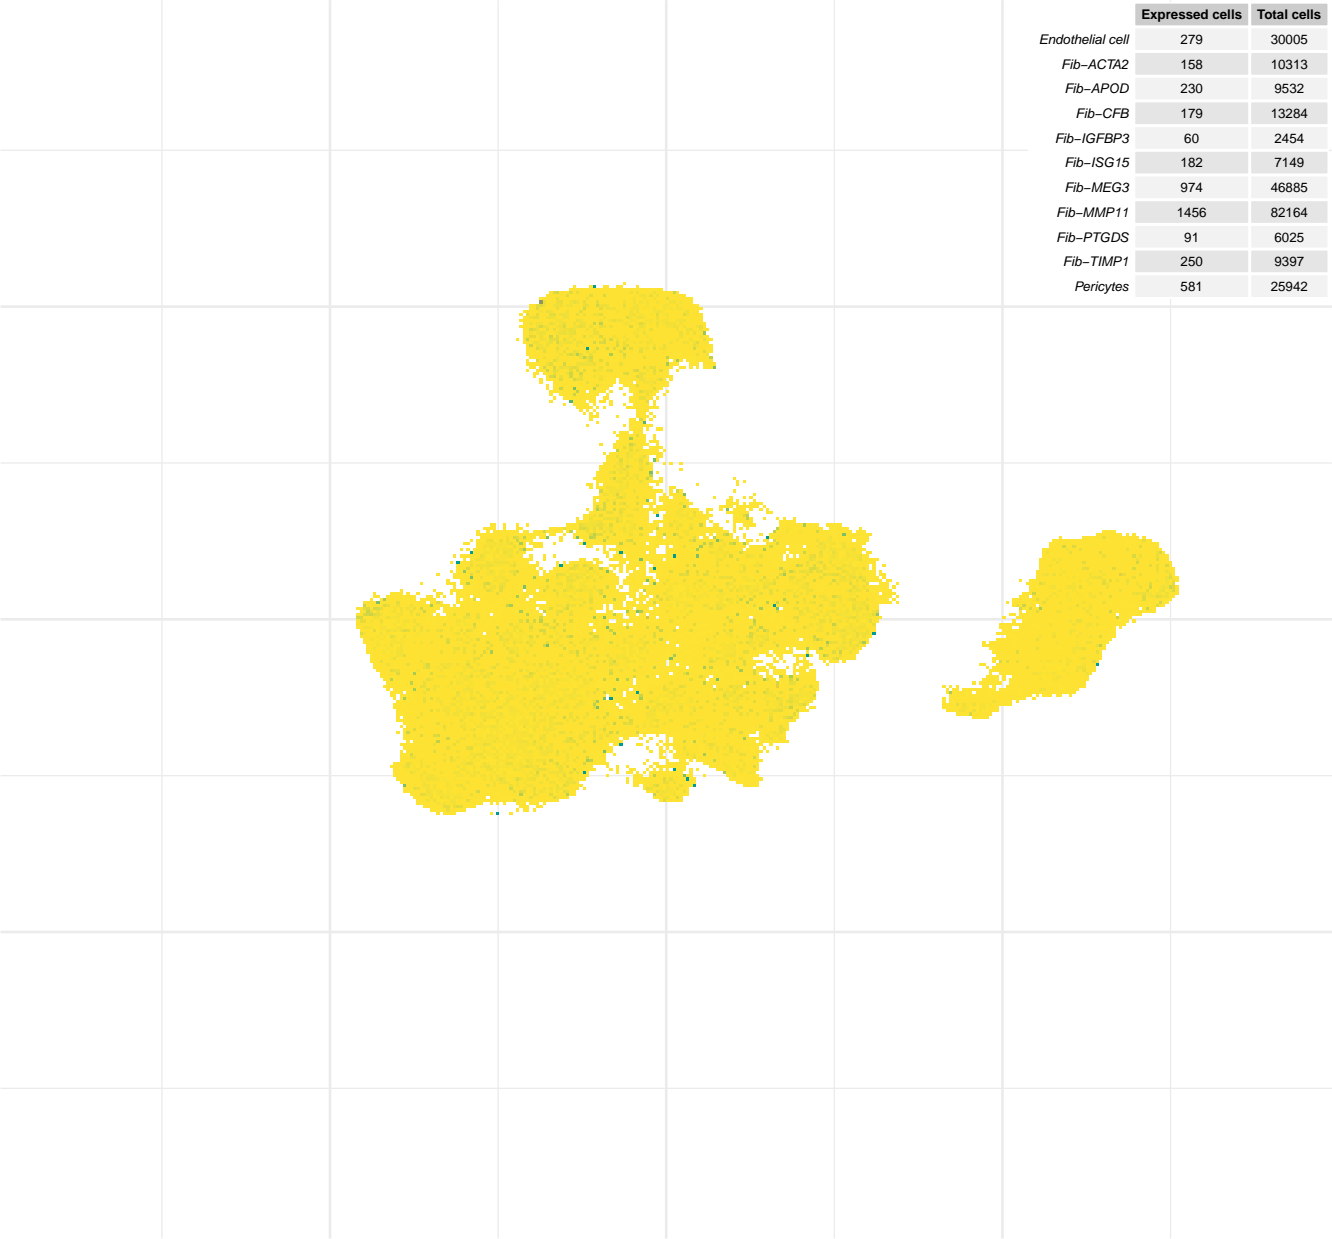 Expressed cells Total cells
Endothelial cell 279 30005
Fib−ACTA2 158 10313
Fib−APOD 230 9532
Fib−CFB 179 13284
Fib−IGFBP3 60 2454
Fib−ISG15 182 7149
Fib−MEG3 974 46885
Fib−MMP11 1456 82164
Fib−PTGDS 91 6025
Fib−TIMP1 250 9397
Pericytes 581 25942